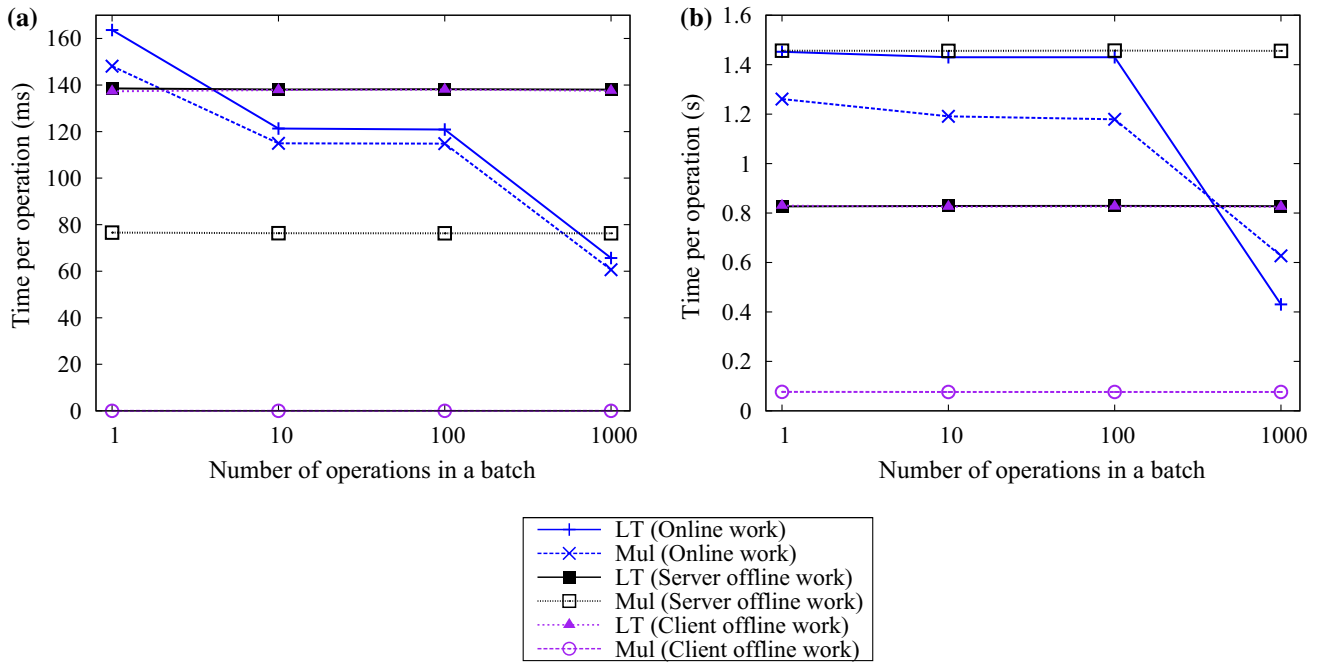 (a)
160
140
120
100
80
60
40
20
0
Time per operation (ms)
1 10 100 1000
Number of operations in a batch
(b)
1.6
1.4
1.2
1
0.8
0.6
0.4
0.2
0
Time per operation (s)
1 10 100 1000
Number of operations in a batch
LT (Online work)
Mul (Online work)
LT (Server offline work)
Mul (Server offline work)
LT (Client offline work)
Mul (Client offline work)